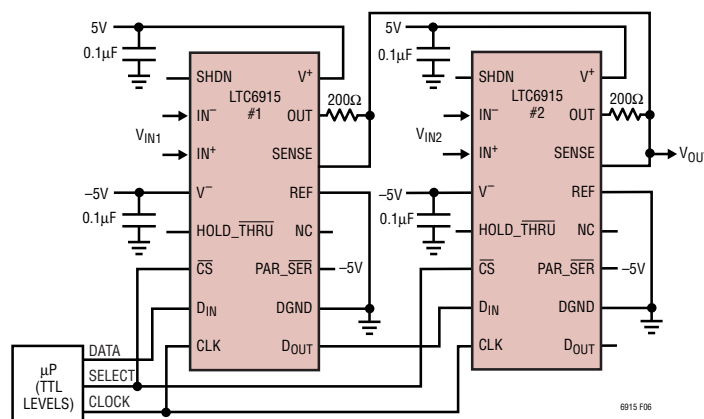 5V
0.1µF
SHDN
V+
LTC6915
#1
200Ω
IN–
OUT
VIN1
IN+
SENSE
–5V
V–
REF
0.1µF
HOLD_THRU
NC
CS
PAR_SER
–5V
DIN
DGND
CLK
DOUT
5V
0.1µF
SHDN
V+
LTC6915
#2
200Ω
IN–
OUT
VIN2
IN+
SENSE
VOU
–5V
V–
REF
0.1µF
HOLD_THRU
NC
CS
PAR_SER
–5V
DIN
DGND
CLK
DOUT
µP
(TTL
LEVELS)
DATA
SELECT
CLOCK
6915 F06